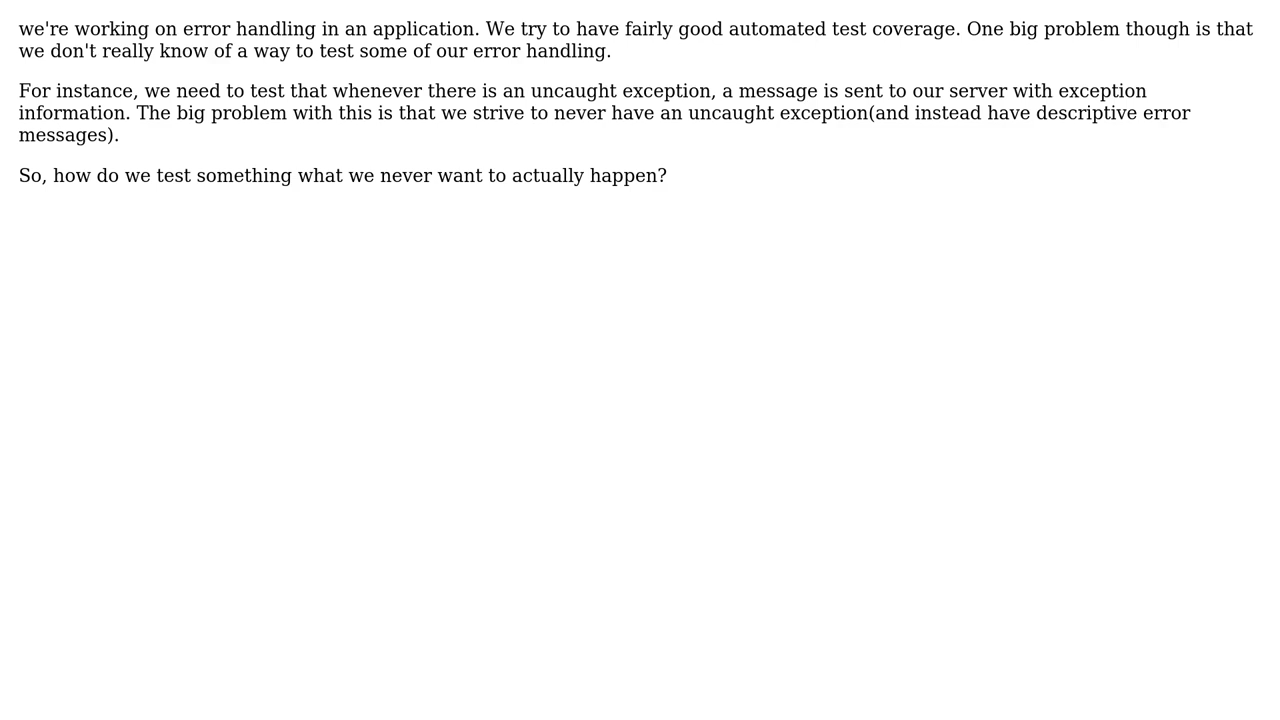 we're working on error handling in an application. We try to have fairly good automated test coverage. One big problem though is that
we don't really know of a way to test some of our error handling.
For instance, we need to test that whenever there is an uncaught exception, a message is sent to our server with exception
information. The big problem with this is that we strive to never have an uncaught exception(and instead have descriptive error
messages).
So, how do we test something what we never want to actually happen?